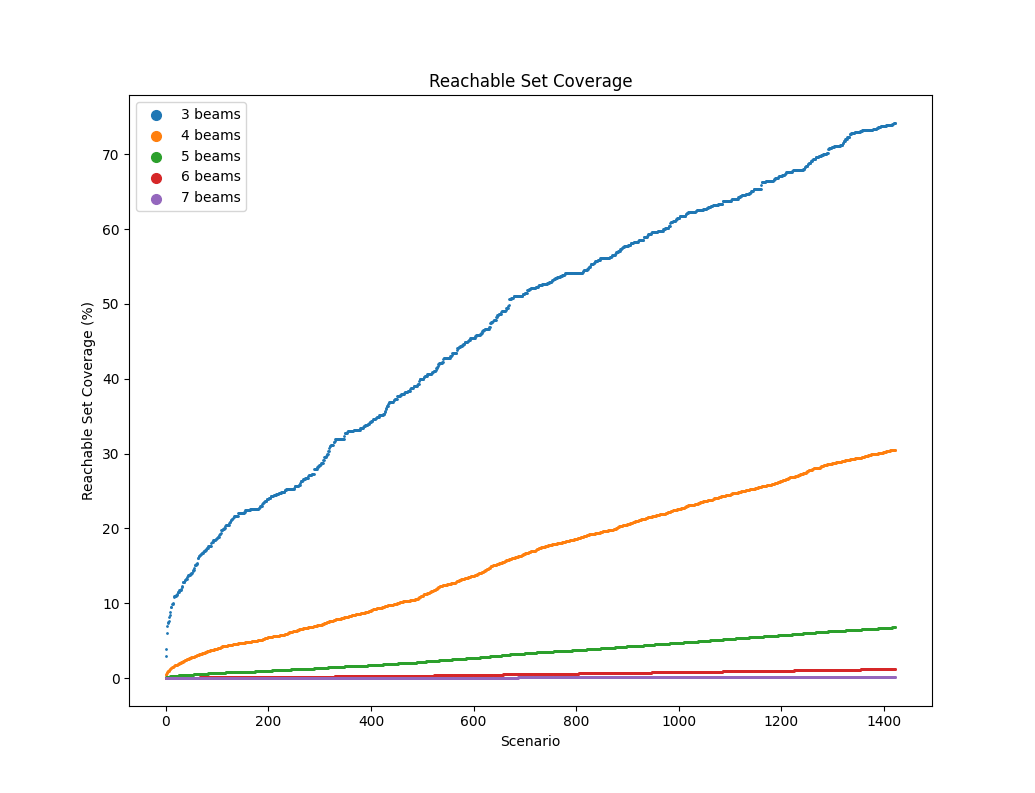 Reachable Set Coverage
3 beams
4 beams
5 beams
6 beams
7 beams
Reachable Set Coverage (%)
70
60
50
40
30
20
10
0
0 200 400 600 800 1000 1200 1400
Scenario